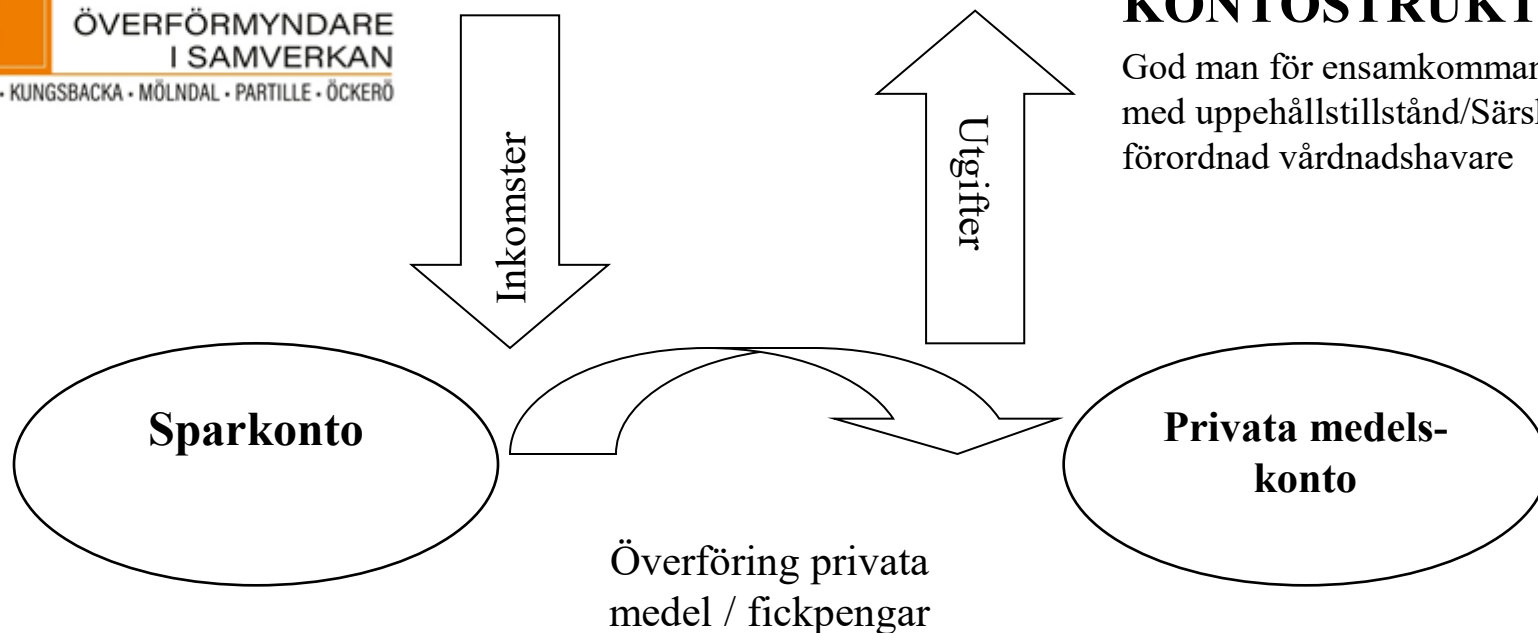 ÖVERFÖRMYNDARE
I SAMVERKAN
· KUNGSBACKA · MÖLNDAL · PARTILLE · ÖCKERÖ
KONTOSTRUKT
God man för ensamkomman
med uppehållstillstånd/Särsk
förordnad vårdnadshavare
Inkomster
Utgifter
Sparkonto
Privata medels-
konto
Överföring privata
medel / fickpengar